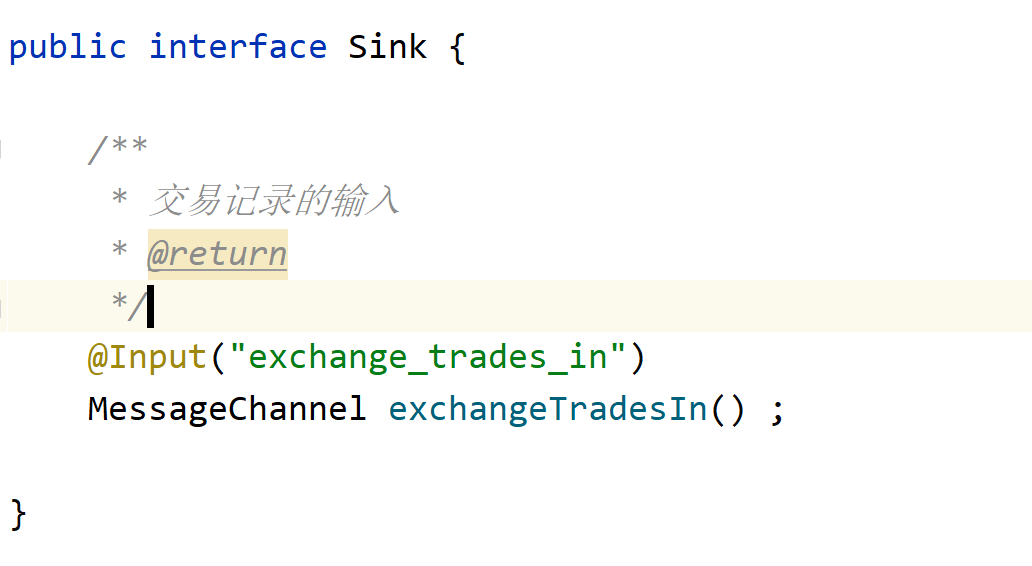 public interface Sink {
/**
* 交易记录的输入
* @return
*/
@Input("exchange_trades_in")
MessageChannel exchangeTradesIn() ;
}